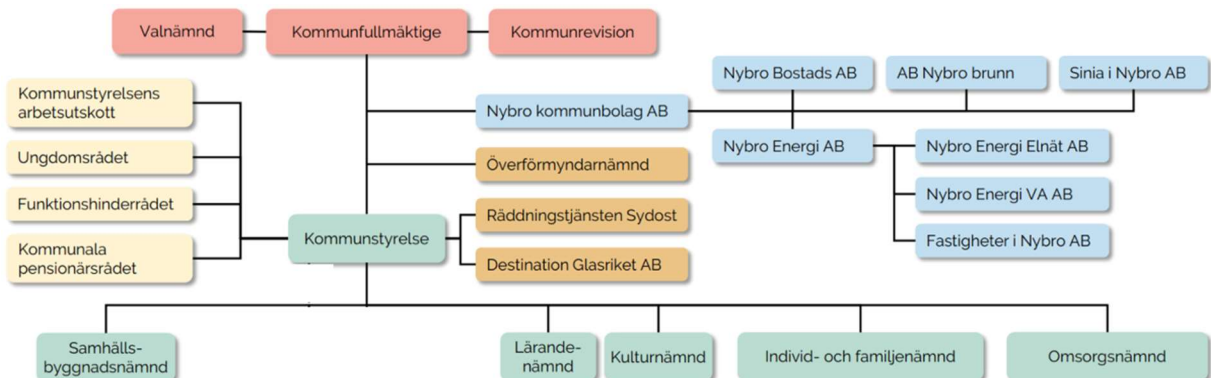 Valnämnd
Kommunfullmäktige
Kommunrevision
Nybro Bostads AB
AB Nybro brunn
Sinia i Nybro AB
Kommunstyrelsens
arbetsutskott
Nybro kommunbolag AB
Ungdomsrådet
Överförmyndarnämnd
Nybro Energi AB
Nybro Energi Elnät AB
Funktionshinderrådet
Räddningstjänsten Sydost
Nybro Energi VA AB
Kommunstyrelse
Fastigheter i Nybro AB
Kommunala
pensionärsrådet
Destination Glasriket AB
Samhälls-
byggnadsnämnd
Lärande-
nämnd
Kulturnämnd
Individ- och familjenämnd
Omsorgsnämnd